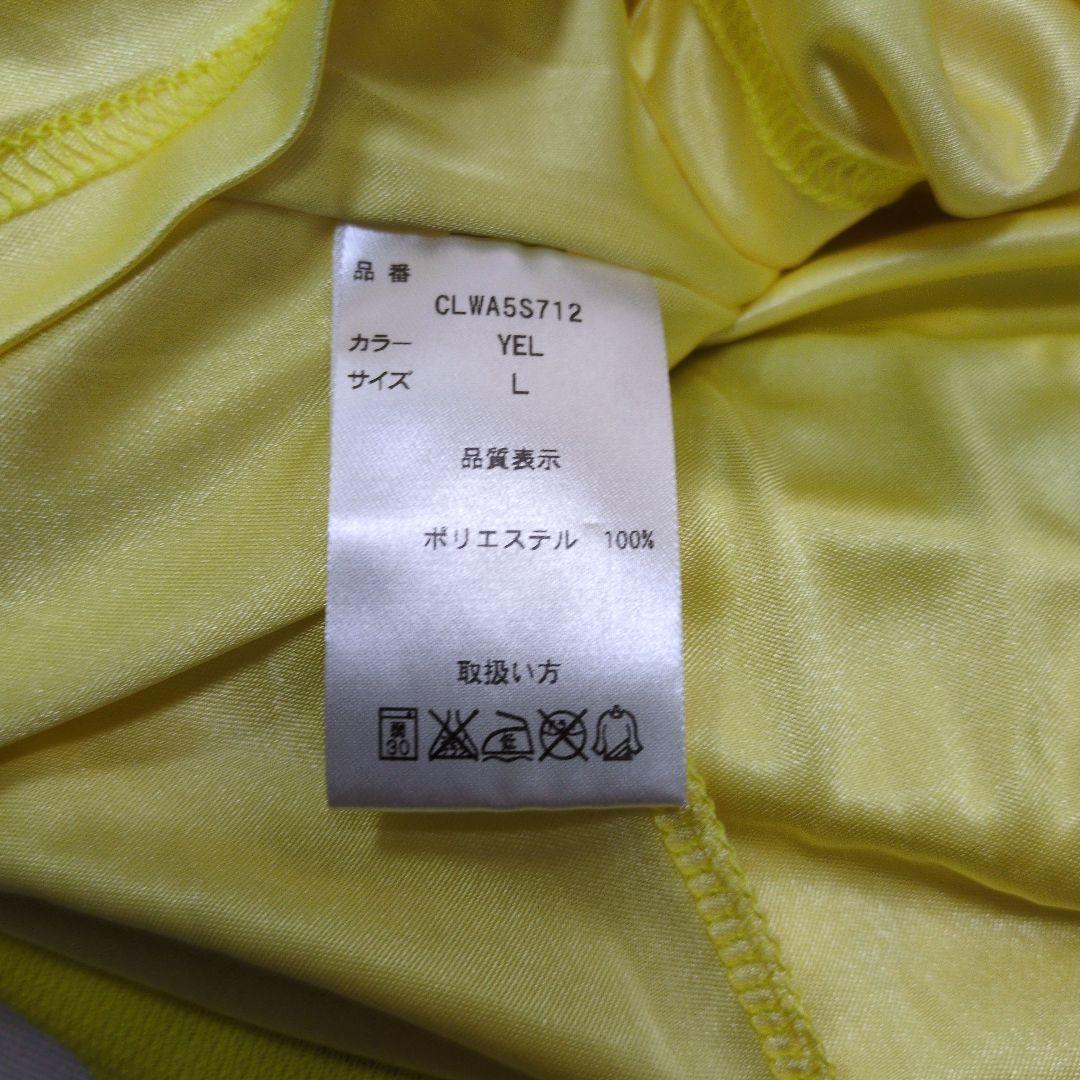 品 番
CLWA5S712
カラー YEL
サイズ L
品質表示
ポリエステル 100%
取扱い方
30